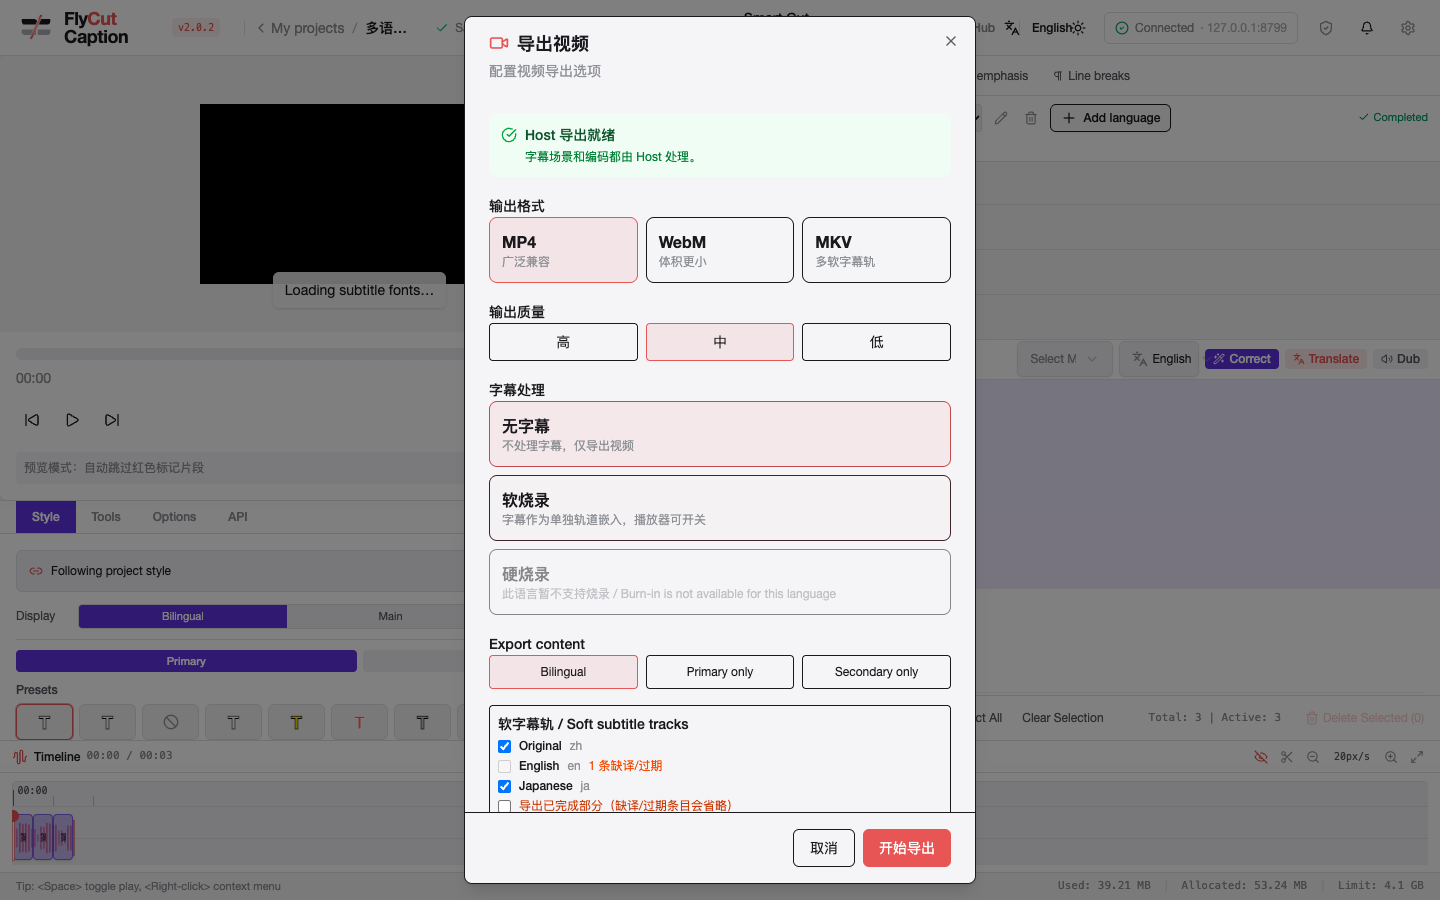 FlyCut
Caption
v2.0.2
My projects / 多语...
Hub
English
Connected · 127.0.0.1:8799
emphasis
Line breaks
Add language
Completed
Loading subtitle fonts...
00:00
预览模式：自动跳过红色标记片段
Style
Tools
Options
API
Following project style
Display
Bilingual
Main
Primary
Presets
导出视频
配置视频导出选项
Host 导出就绪
字幕场景和编码都由 Host 处理。
输出格式
MP4
广泛兼容
WebM
体积更小
MKV
多软字幕轨
输出质量
高
中
低
字幕处理
无字幕
不处理字幕，仅导出视频
软烧录
字幕作为单独轨道嵌入，播放器可开关
硬烧录
此语言暂不支持烧录 / Burn-in is not available for this language
Export content
Bilingual
Primary only
Secondary only
软字幕轨 / Soft subtitle tracks
Original zh
English en 1 条缺译/过期
Japanese ja
导出已完成部分（缺译/过期条目会省略）
取消
开始导出
Select M
English
Correct
Translate
Dub
Clear Selection
Total: 3 | Active: 3
Delete Selected (0)
Timeline 00:00 / 00:03
20px/s
00:00
Tip: <Space> toggle play, <Right-click> context menu
Used: 39.21 MB
Allocated: 53.24 MB
Limit: 4.1 GB